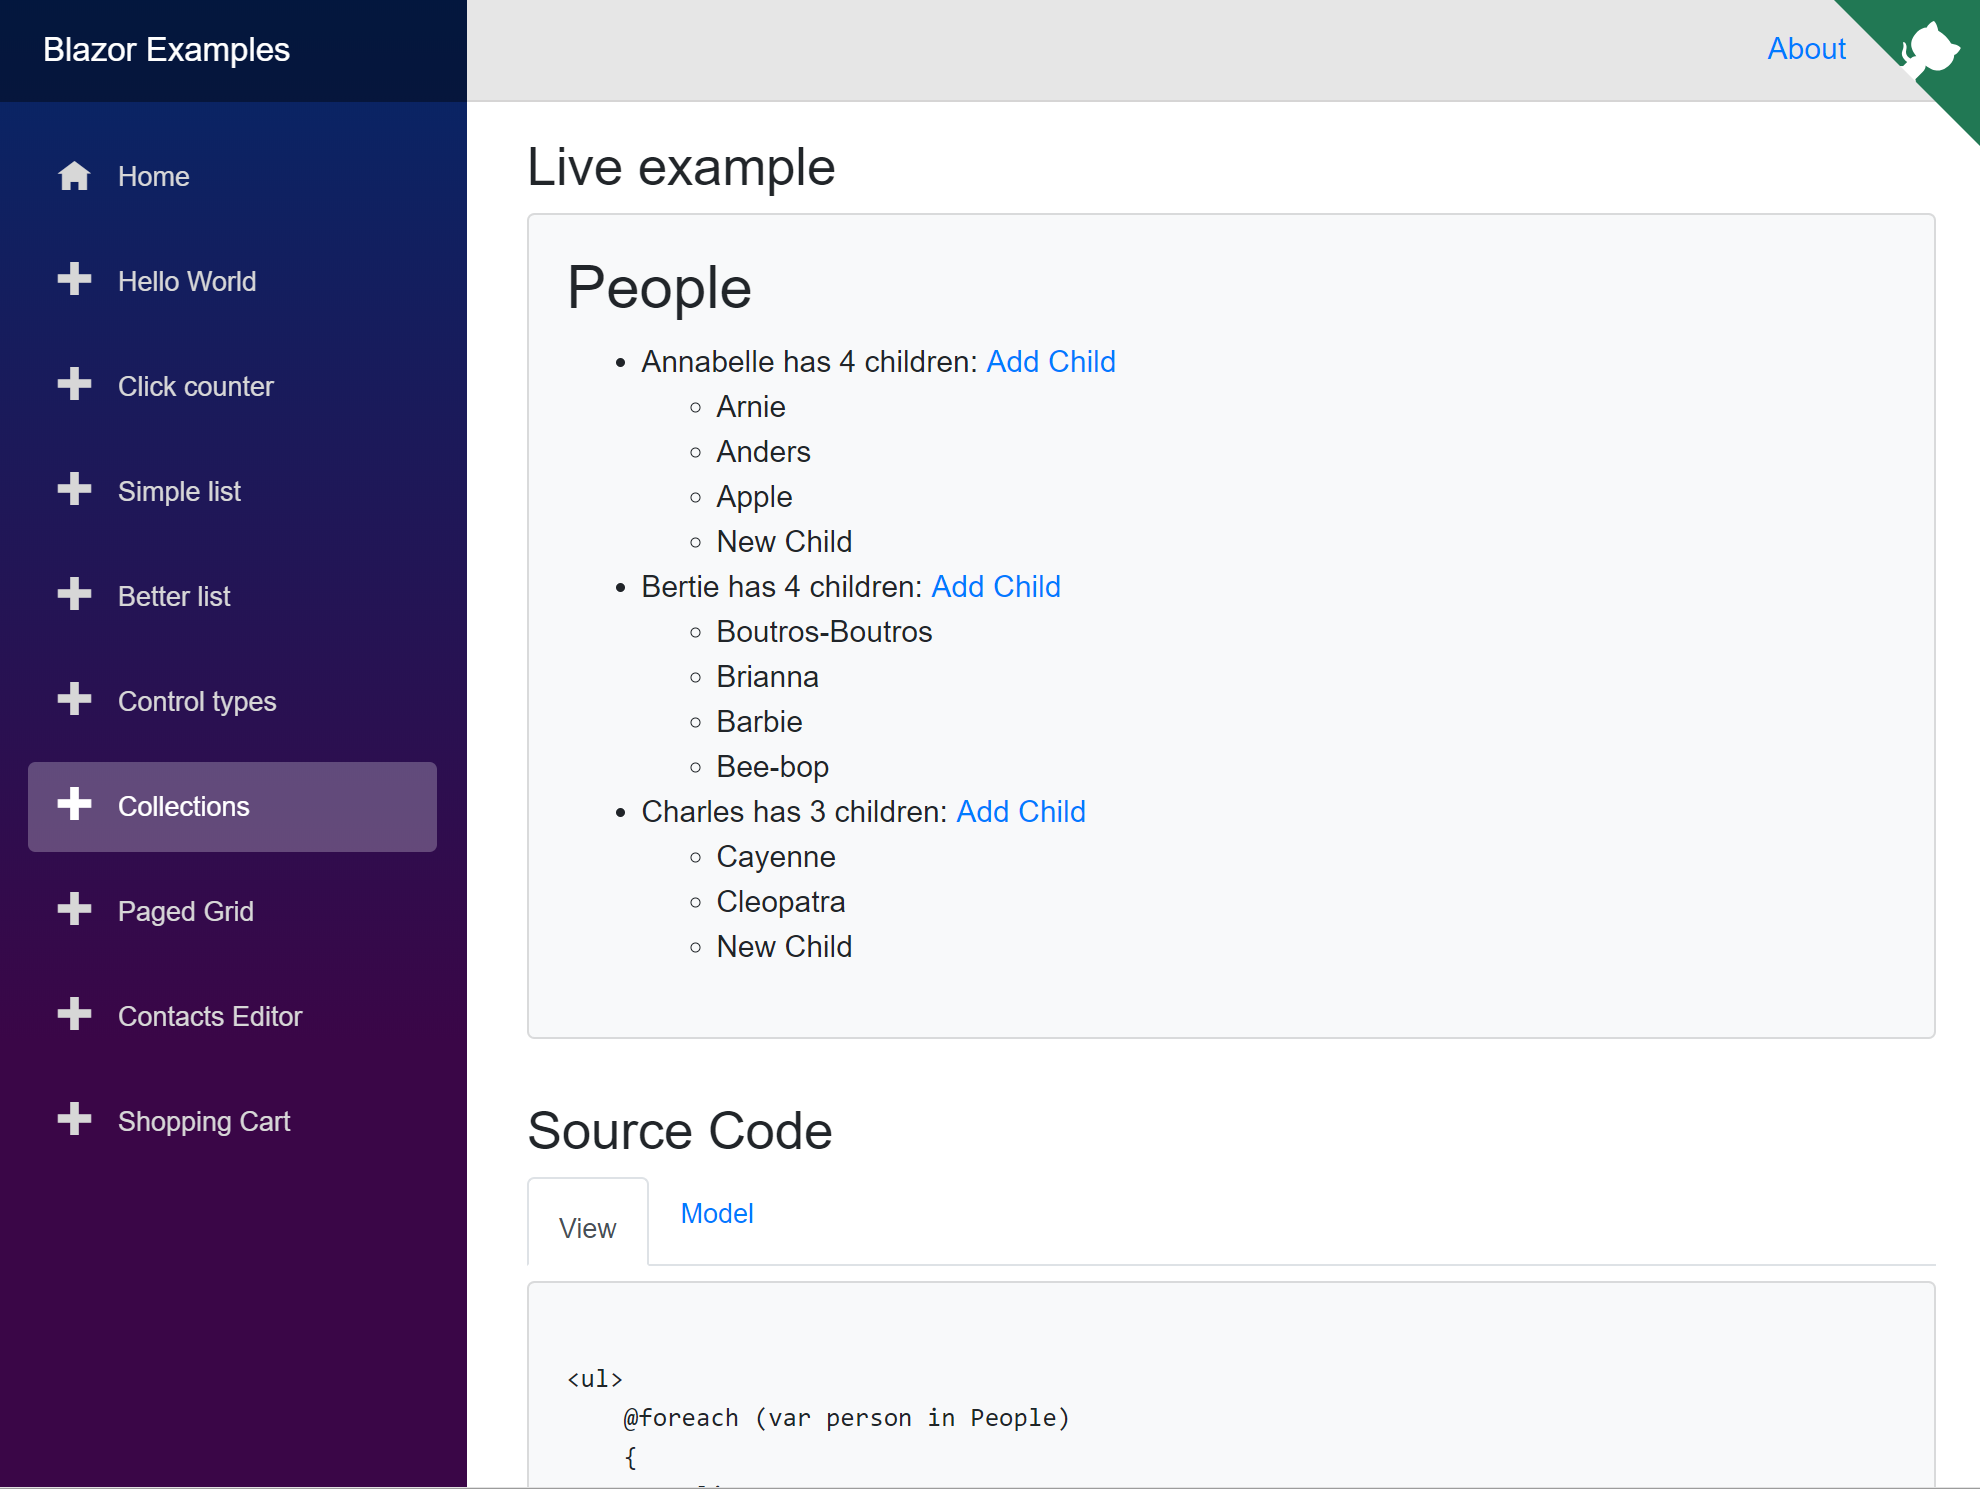 Blazor Examples
About
Home
Hello World
Click counter
Simple list
Better list
Control types
Collections
Paged Grid
Contacts Editor
Shopping Cart
Live example
People
Annabelle has 4 children: Add Child
Arnie
Anders
Apple
New Child
Bertie has 4 children: Add Child
Boutros-Boutros
Brianna
Barbie
Bee-bop
Charles has 3 children: Add Child
Cayenne
Cleopatra
New Child
Source Code
View Model
<ul>
@foreach (var person in People)
{